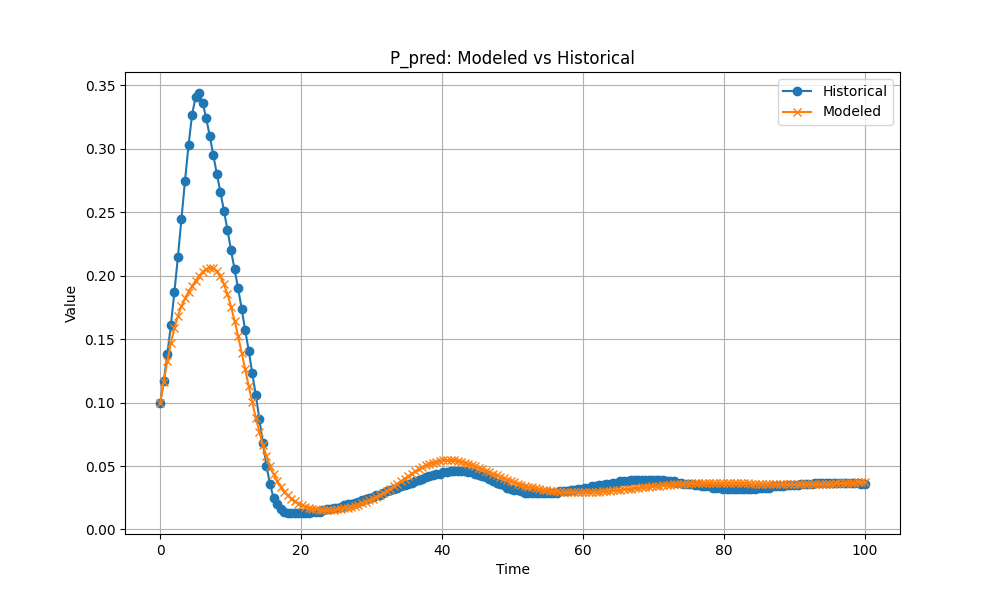 P_pred: Modeled vs Historical
Historical
Modeled
Value
0.35
0.30
0.25
0.20
0.15
0.10
0.05
0.00
0 20 40 60 80 100
Time